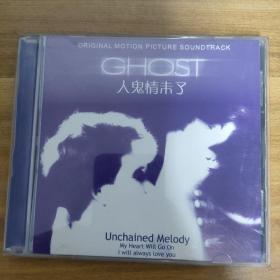 ORIGINAL MOTION PICTURE SOUNDTRACK
GHOST
人鬼情未了
Unchained Melody
My Heart Will Go On
I will always love you